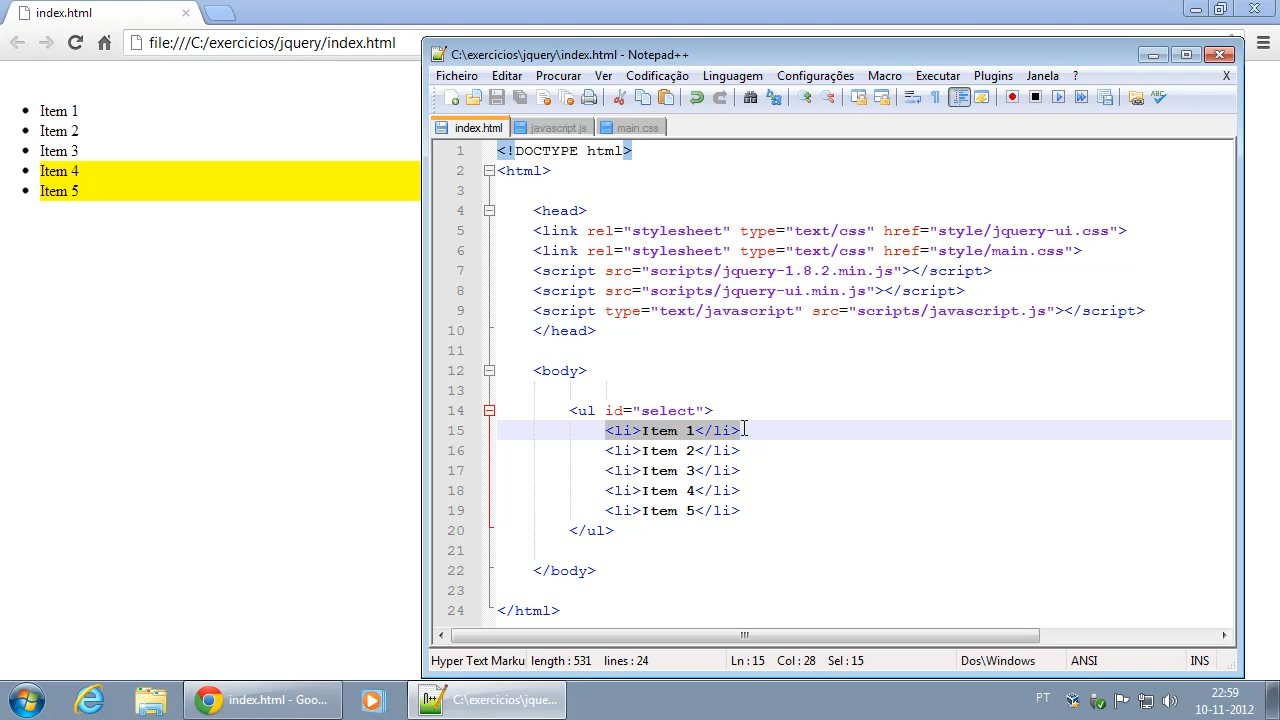 index.html
file:///C:/exercicios/jquery/index.html
Item 1
Item 2
Item 3
Item 4
Item 5
C:\exercicios\jquery\index.html - Notepad++
Ficheiro Editar Procurar Ver Codificação Linguagem Configurações Macro Executar Plugins Janela ? X
index.html javascript.js main.css
1 <!DOCTYPE html>
2 <html>
3
4 <head>
5 <link rel="stylesheet" type="text/css" href="style/jquery-ui.css">
6 <link rel="stylesheet" type="text/css" href="style/main.css">
7 <script src="scripts/jquery-1.8.2.min.js"></script>
8 <script src="scripts/jquery-ui.min.js"></script>
9 <script type="text/javascript" src="scripts/javascript.js"></script>
10 </head>
11
12 <body>
13
14 <ul id="select">
15 <li>Item 1</li>
16 <li>Item 2</li>
17 <li>Item 3</li>
18 <li>Item 4</li>
19 <li>Item 5</li>
20 </ul>
21
22 </body>
23
24 </html>
Hyper Text Marku length : 531 lines : 24 Ln : 15 Col : 28 Sel : 15 Dos\Windows ANSI INS
index.html - Goo... C:\exercicios\jque... PT 22:59
10-11-2012